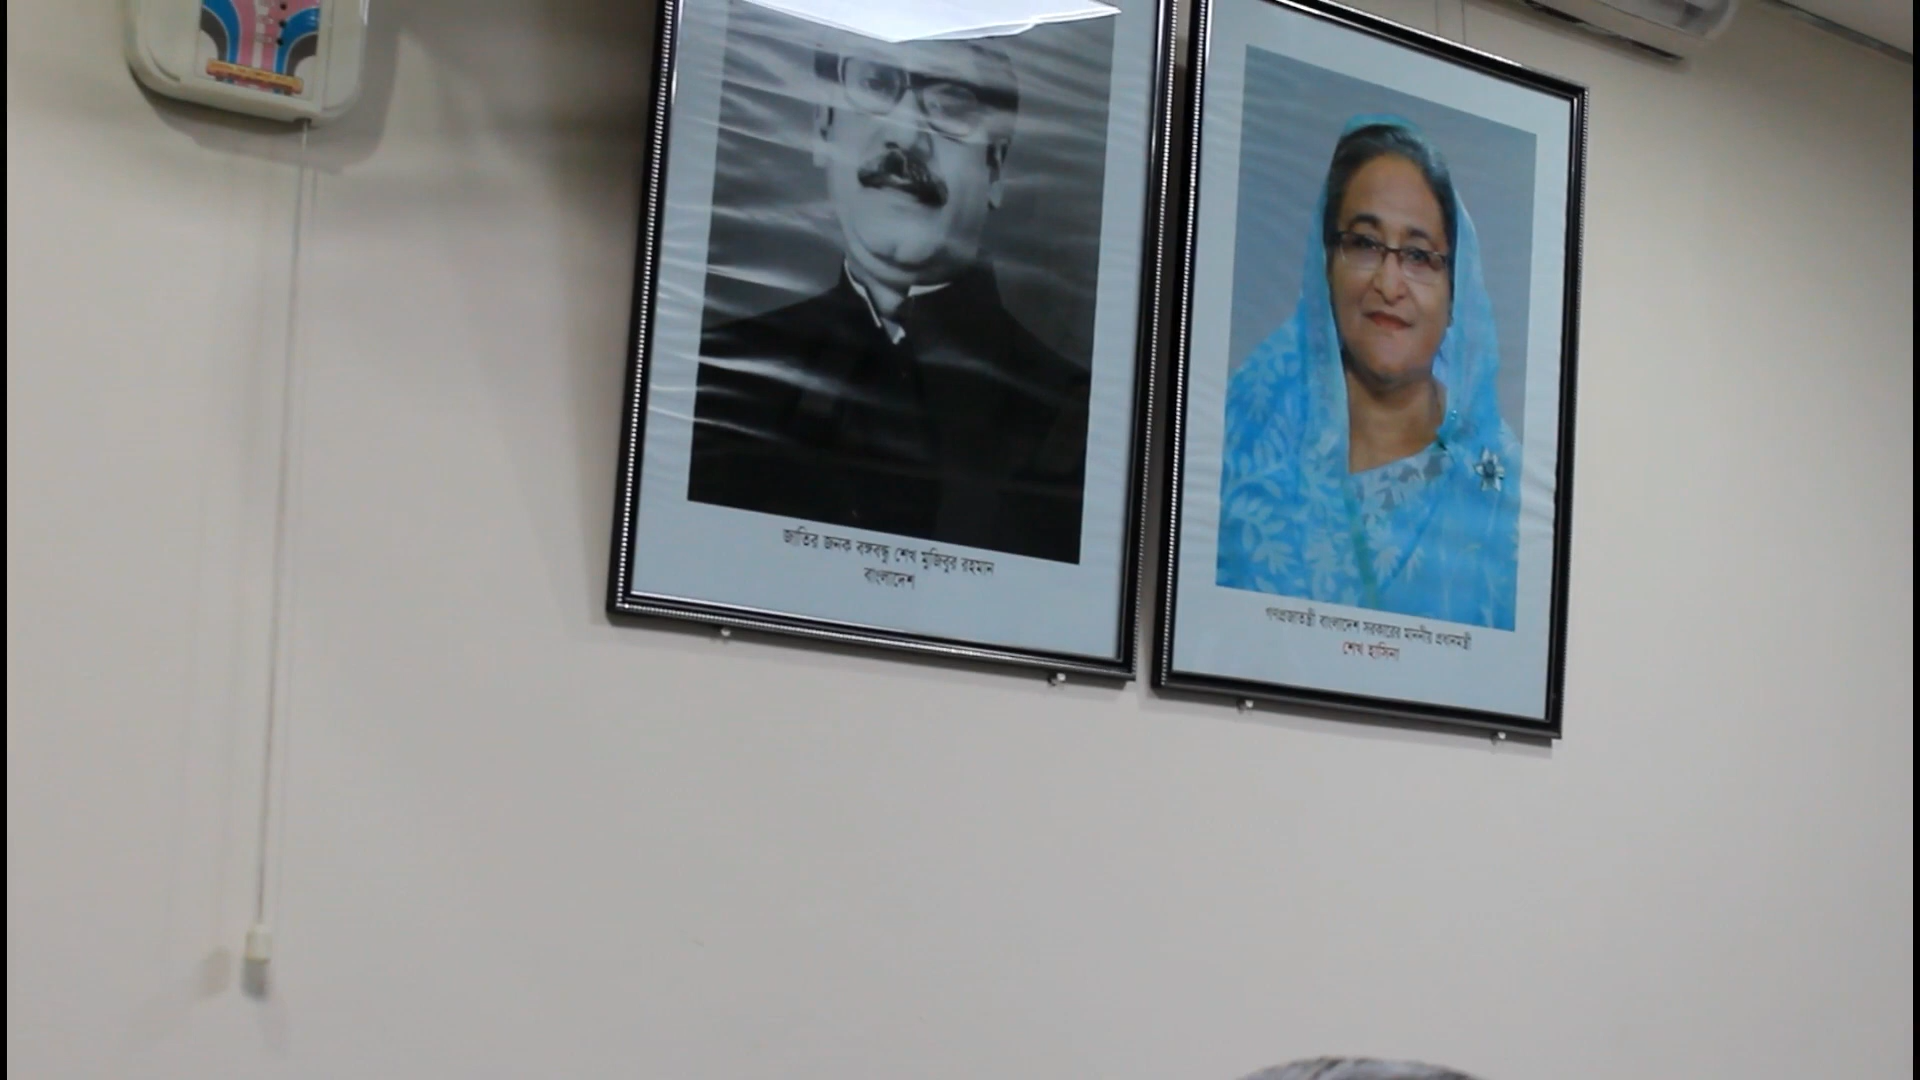 জাতির জনক বঙ্গবন্ধু শেখ মুজিবুর রহমান
বাংলাদেশ
গণপ্রজাতন্ত্রী বাংলাদেশ সরকারের মাননীয় প্রধানমন্ত্রী
শেখ হাসিনা